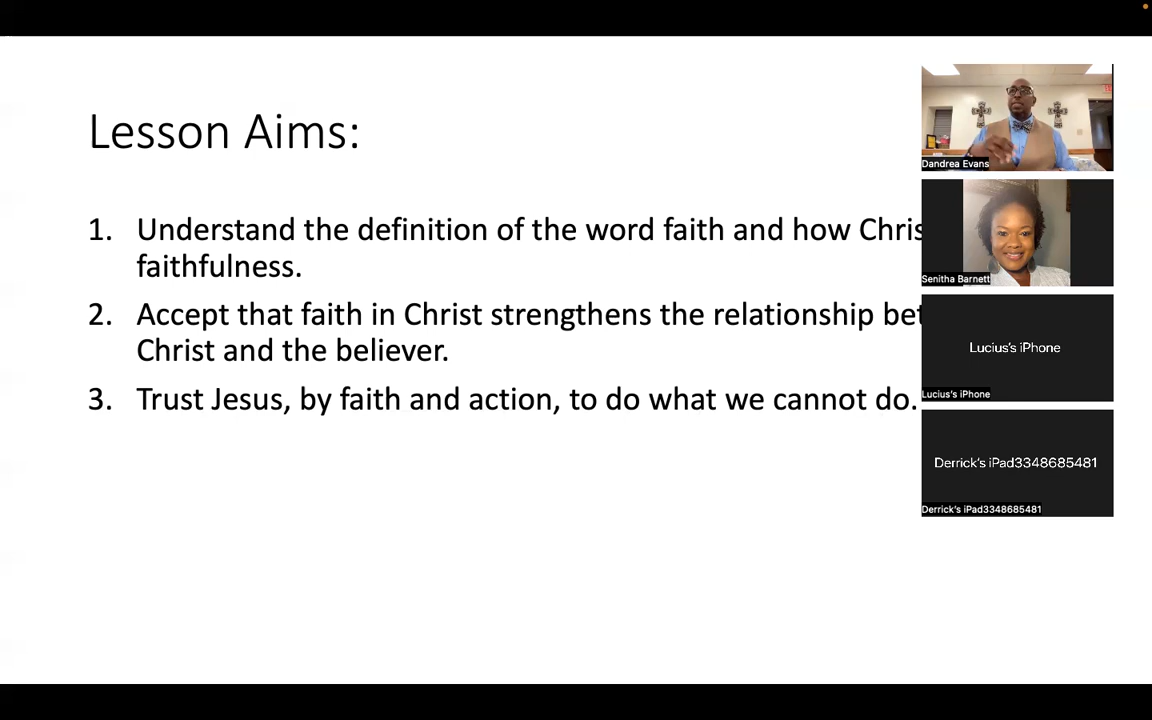 Lesson Aims:
1. Understand the definition of the word faith and how Chris
faithfulness.
2. Accept that faith in Christ strengthens the relationship bet
Christ and the believer.
3. Trust Jesus, by faith and action, to do what we cannot do.
Dandrea Evans
Senitha Barnett
Lucius's iPhone
Lucius's iPhone
Derrick's iPad3348685481
Derrick's iPad3348685481